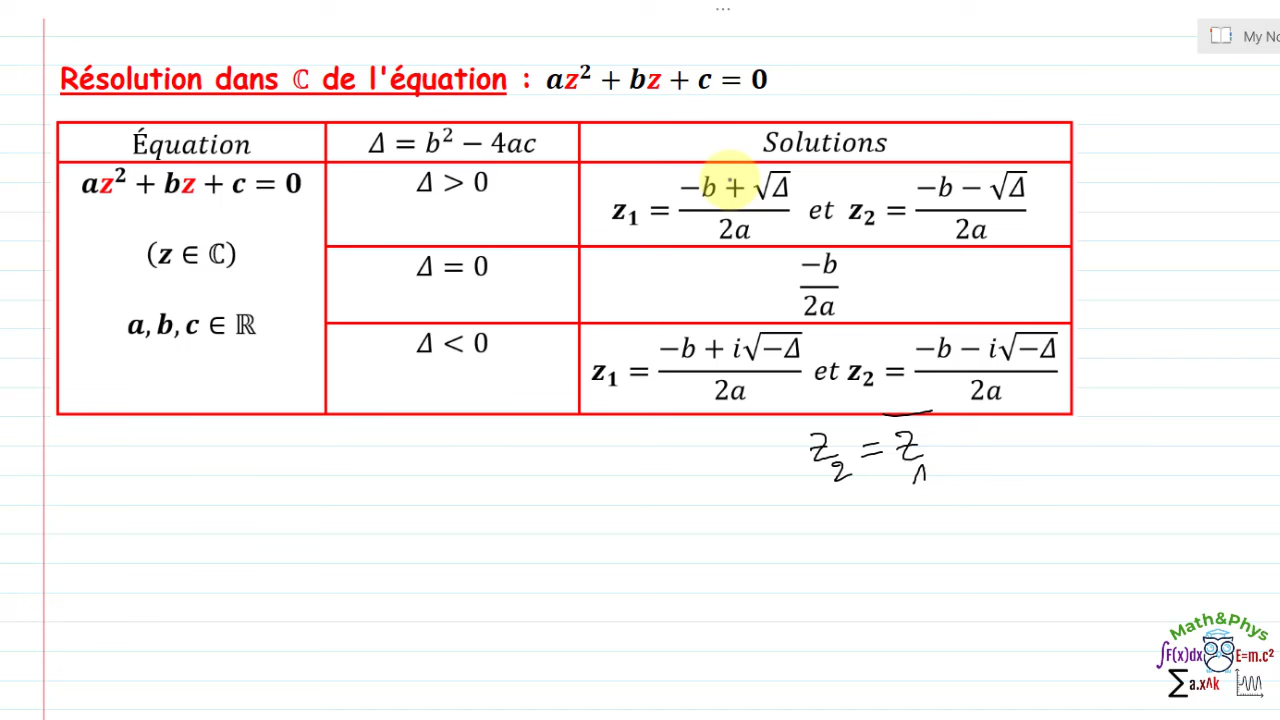 ...
My No
Résolution dans ℂ de l'équation : az² + bz + c = 0
Équation
Δ = b² − 4ac
Solutions
az² + bz + c = 0
(z ∈ ℂ)
a, b, c ∈ ℝ
Δ > 0
z₁ = (−b + √Δ)/2a et z₂ = (−b − √Δ)/2a
Δ = 0
−b/2a
Δ < 0
z₁ = (−b + i√−Δ)/2a et z₂ = (−b − i√−Δ)/2a
z₂ = z̅₁
Math&Phys
∫F(x)dx E=m.c²
∑ a.x^k